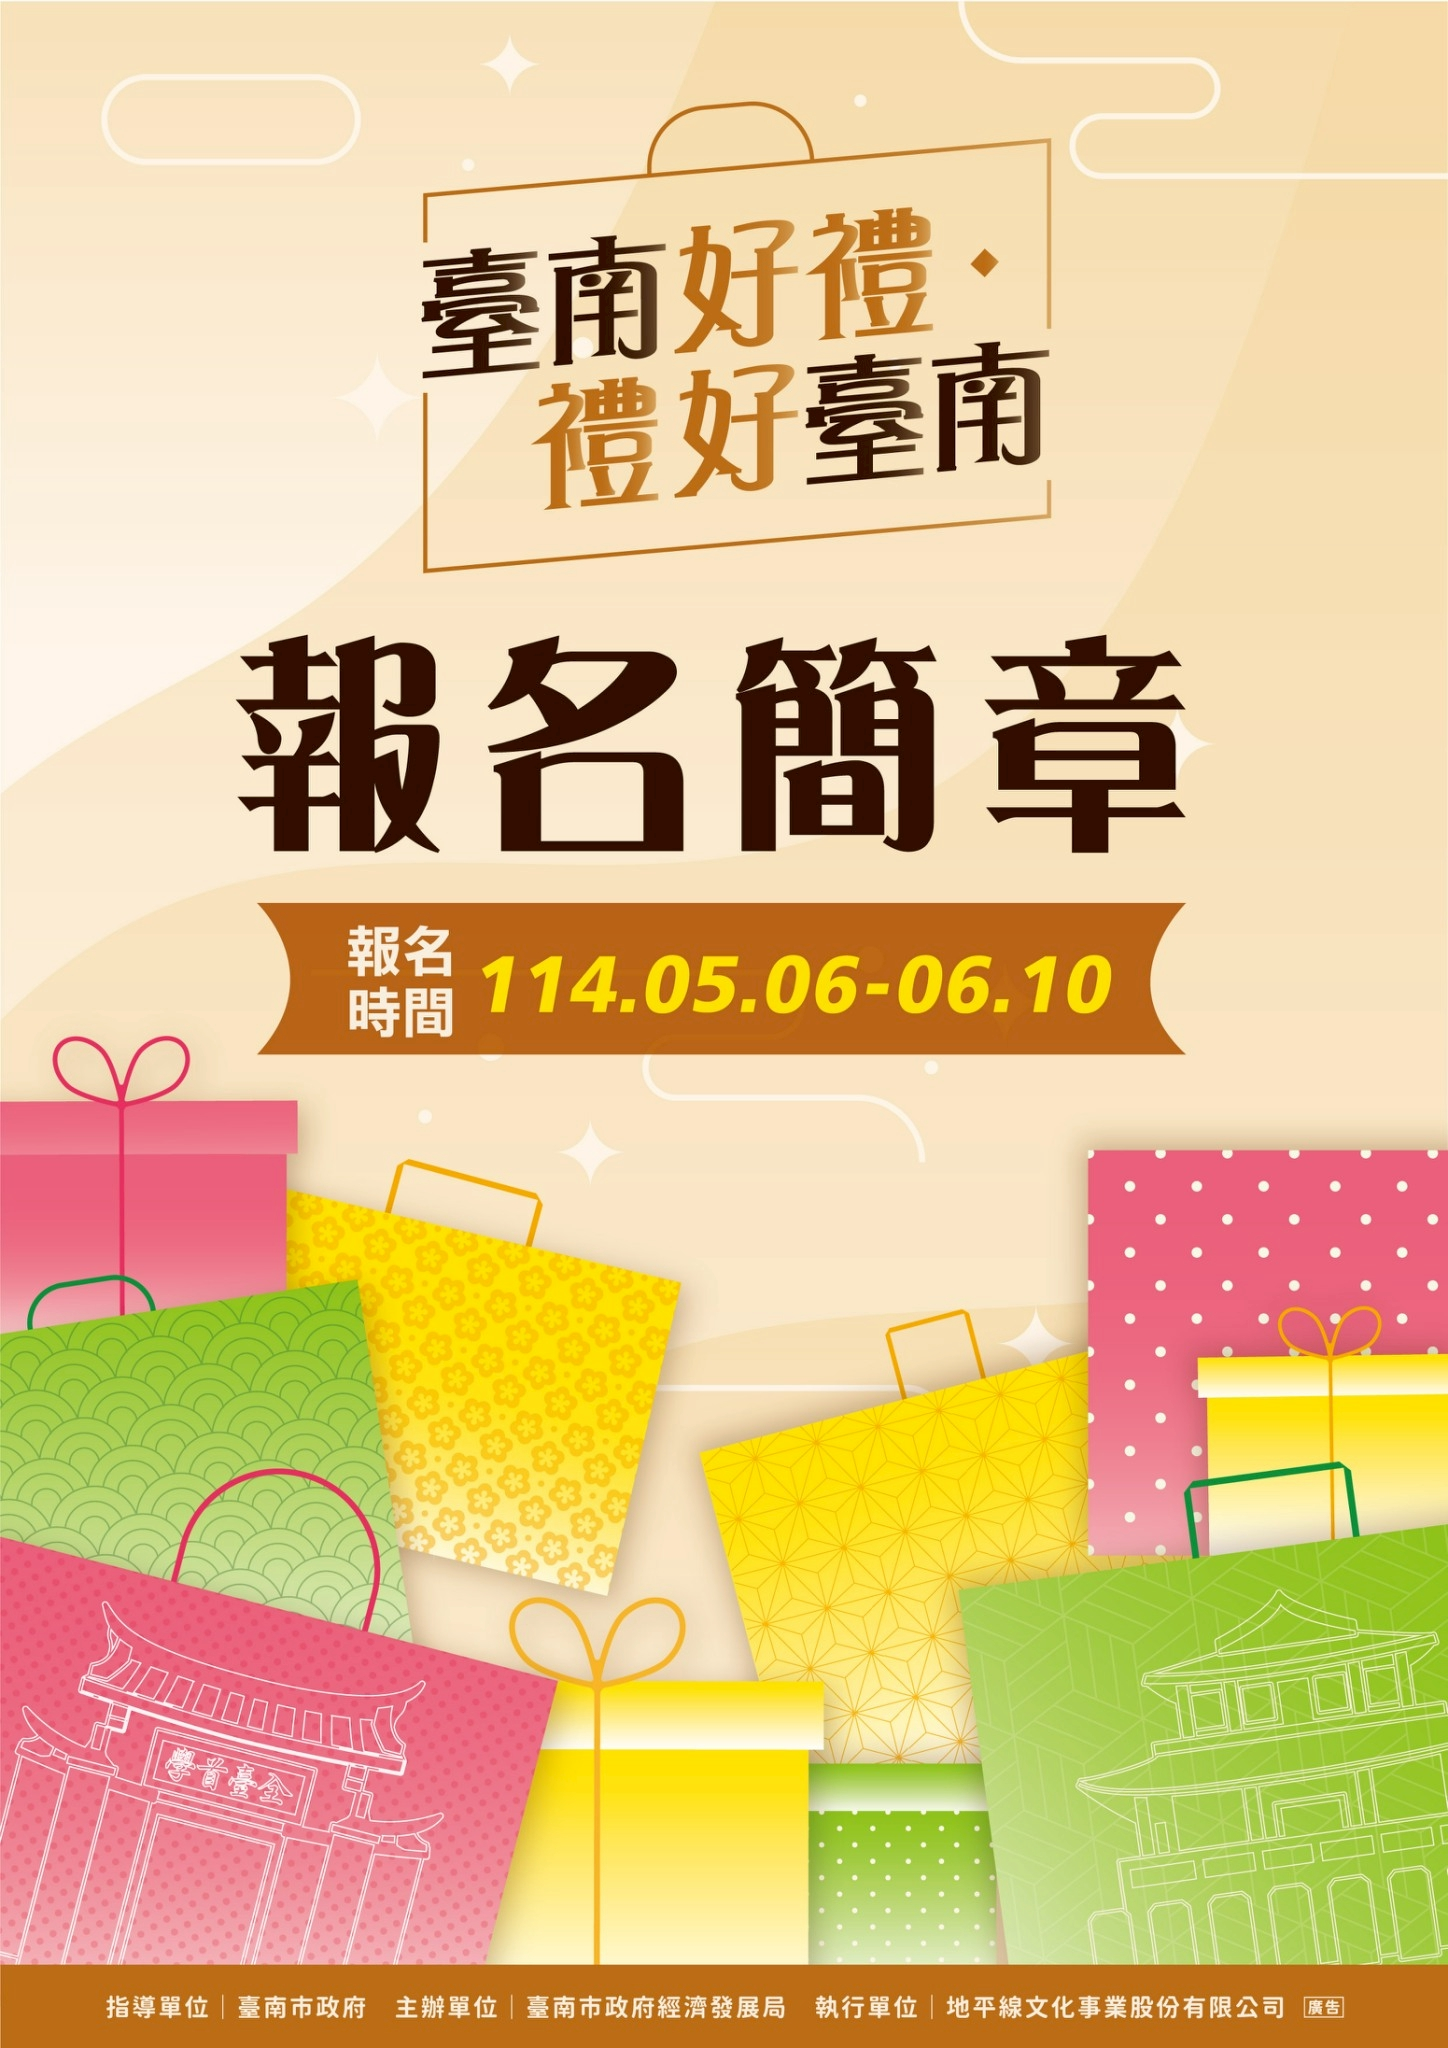 臺南好禮·
禮好臺南
報名簡章
報名
時間
114.05.06-06.10
學首臺全
指導單位｜臺南市政府　主辦單位｜臺南市政府經濟發展局　執行單位｜地平線文化事業股份有限公司　廣告